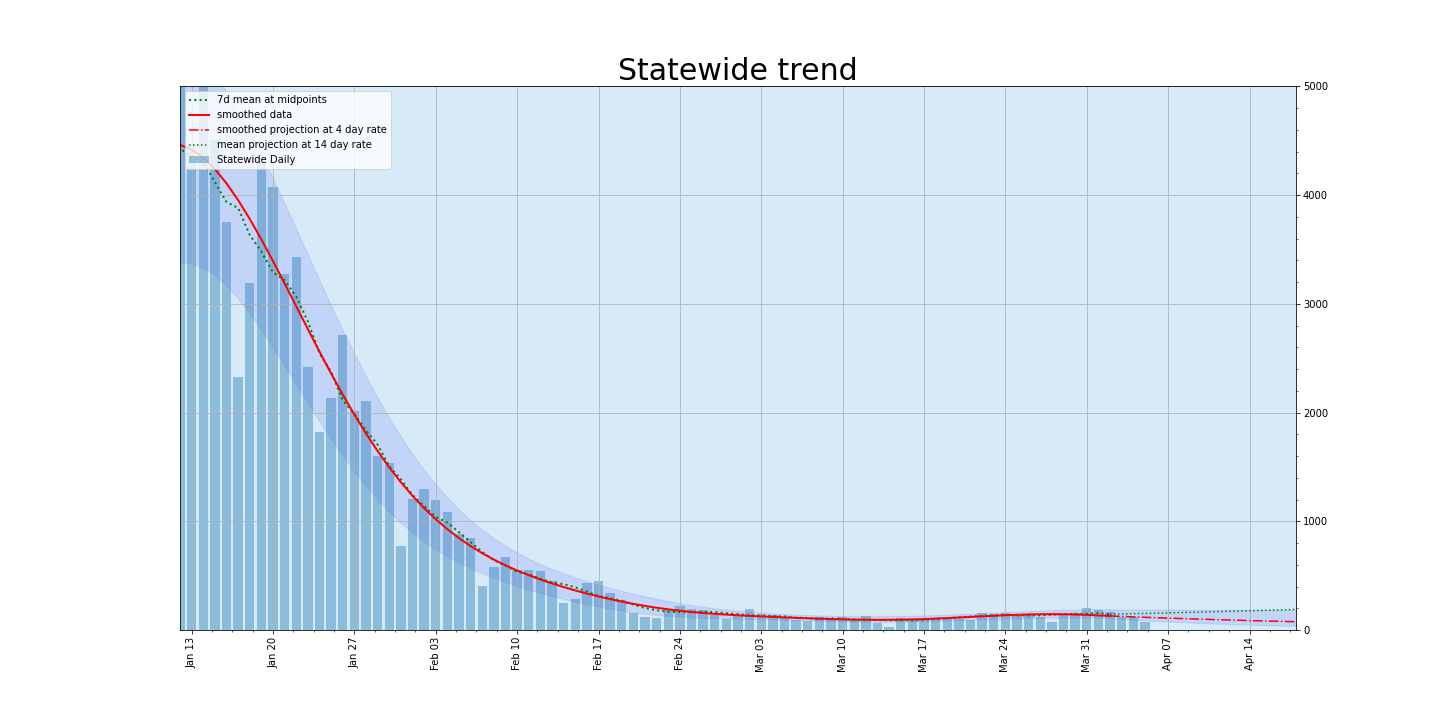 Statewide trend
7d mean at midpoints
smoothed data
smoothed projection at 4 day rate
mean projection at 14 day rate
Statewide Daily
5000
4000
3000
2000
1000
0
Jan 13
Jan 20
Jan 27
Feb 03
Feb 10
Feb 17
Feb 24
Mar 03
Mar 10
Mar 17
Mar 24
Mar 31
Apr 07
Apr 14